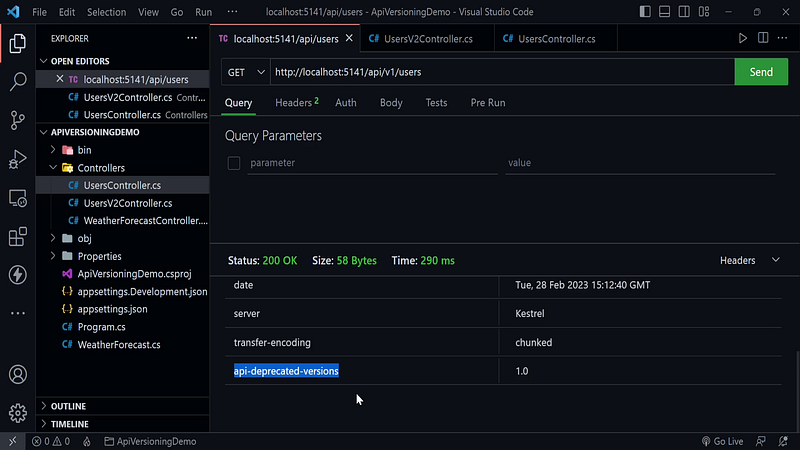 File Edit Selection View Go Run ··· localhost:5141/api/users - ApiVersioningDemo - Visual Studio Code
EXPLORER ···
OPEN EDITORS
TC localhost:5141/api/users
C# UsersV2Controller.cs Contr...
C# UsersController.cs Controllers
APIVERSIONINGDEMO
bin
Controllers
C# UsersController.cs
C# UsersV2Controller.cs
C# WeatherForecastController....
obj
Properties
ApiVersioningDemo.csproj
{..} appsettings.Development.json
{..} appsettings.json
C# Program.cs
C# WeatherForecast.cs
OUTLINE
TIMELINE
TC localhost:5141/api/users C# UsersV2Controller.cs C# UsersController.cs
GET http://localhost:5141/api/v1/users Send
Query Headers 2 Auth Body Tests Pre Run
Query Parameters
parameter value
Status: 200 OK Size: 58 Bytes Time: 290 ms Headers
date Tue, 28 Feb 2023 15:12:40 GMT
server Kestrel
transfer-encoding chunked
api-deprecated-versions 1.0
0 0 ApiVersioningDemo Go Live